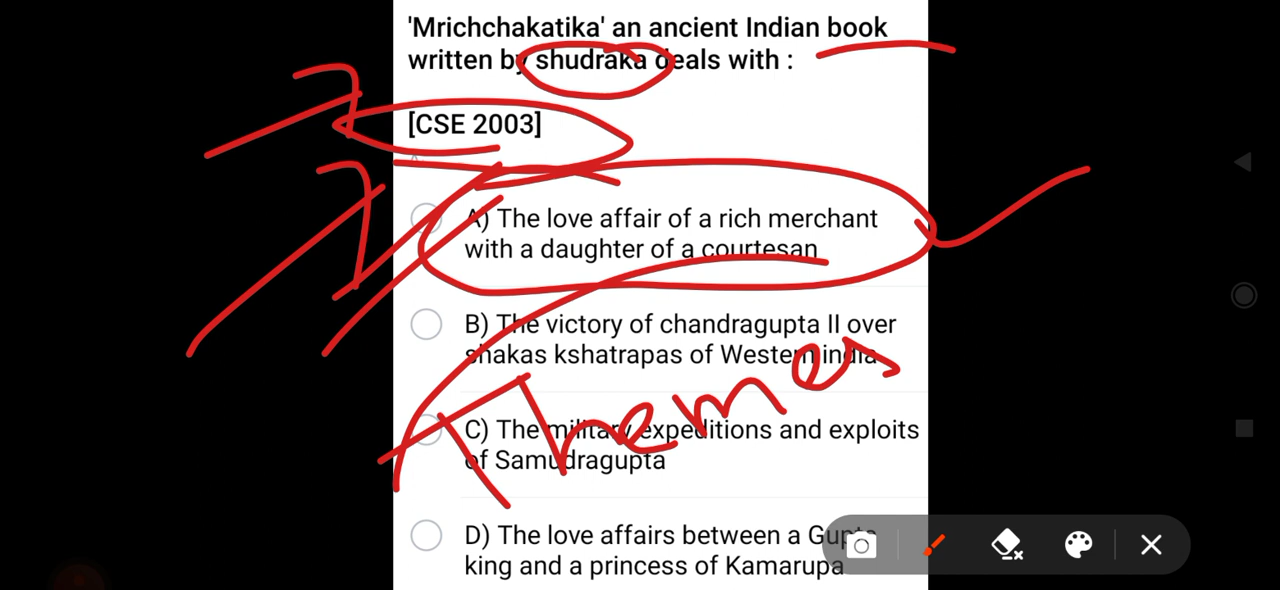 'Mrichchakatika' an ancient Indian book
written by shudraka deals with :
[CSE 2003]
A) The love affair of a rich merchant
with a daughter of a courtesan
B) The victory of chandragupta II over
shakas kshatrapas of Western india
Themes
C) The military expeditions and exploits
of Samudragupta
D) The love affairs between a Gupta
king and a princess of Kamarupa